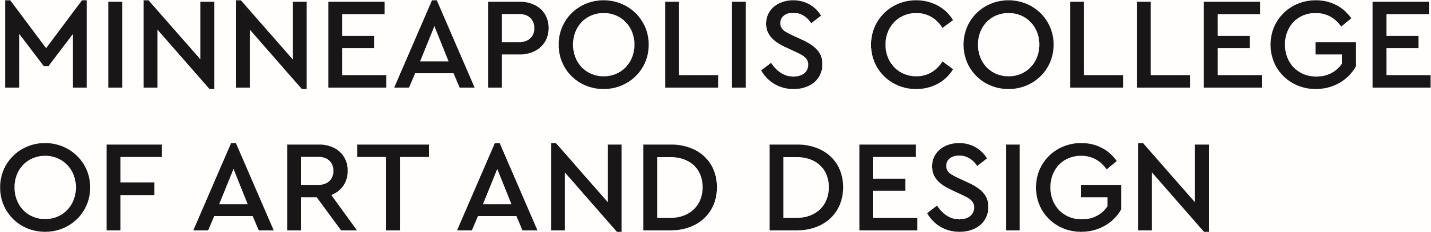 MINNEAPOLIS COLLEGE
OF ART AND DESIGN